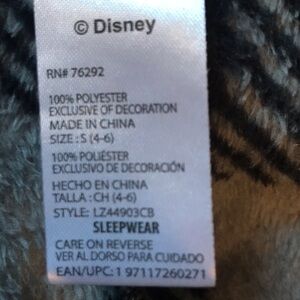 © Disney
RN# 76292
100% POLYESTER
EXCLUSIVE OF DECORATION
MADE IN CHINA
SIZE : S (4-6)
100% POLIÉSTER
EXCLUSIVO DE DECORACIÓN
HECHO EN CHINA
TALLA : CH (4-6)
STYLE: LZ44903CB
SLEEPWEAR
CARE ON REVERSE
VER AL DORSO PARA CUIDADO
EAN/UPC: 1 97117260271